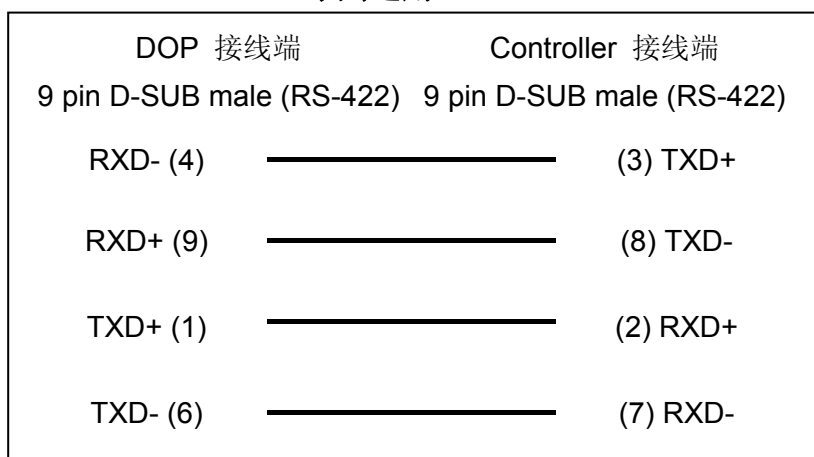 DOP 接线端 Controller 接线端
9 pin D-SUB male (RS-422) 9 pin D-SUB male (RS-422)
RXD- (4) (3) TXD+
RXD+ (9) (8) TXD-
TXD+ (1) (2) RXD+
TXD- (6) (7) RXD-